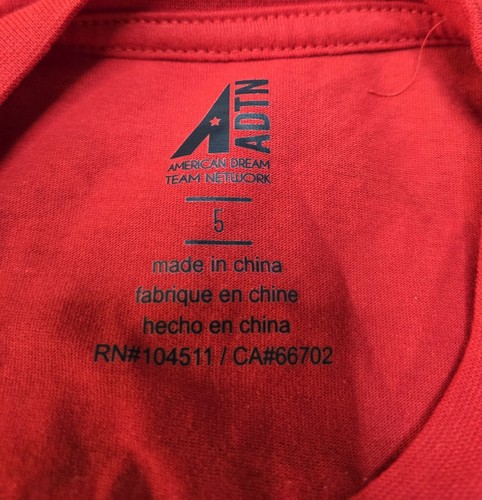 ADTN
AMERICAN DREAM
TEAM NETWORK
5
made in china
fabrique en chine
hecho en china
RN#104511 / CA#66702